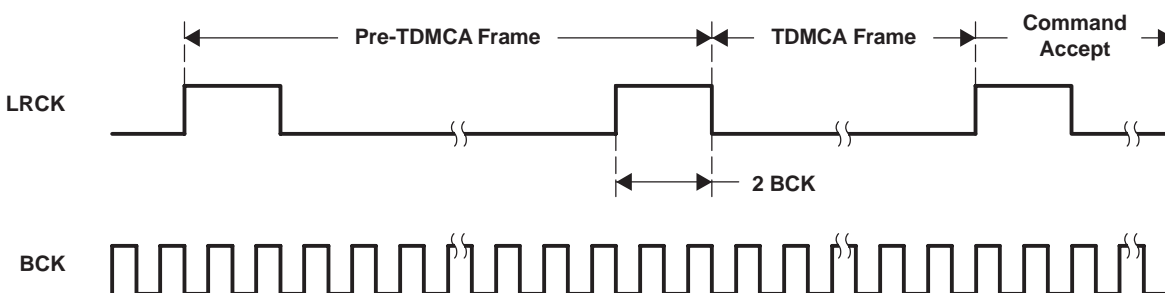 Pre-TDMCA Frame
TDMCA Frame
Command
Accept
LRCK
2 BCK
BCK